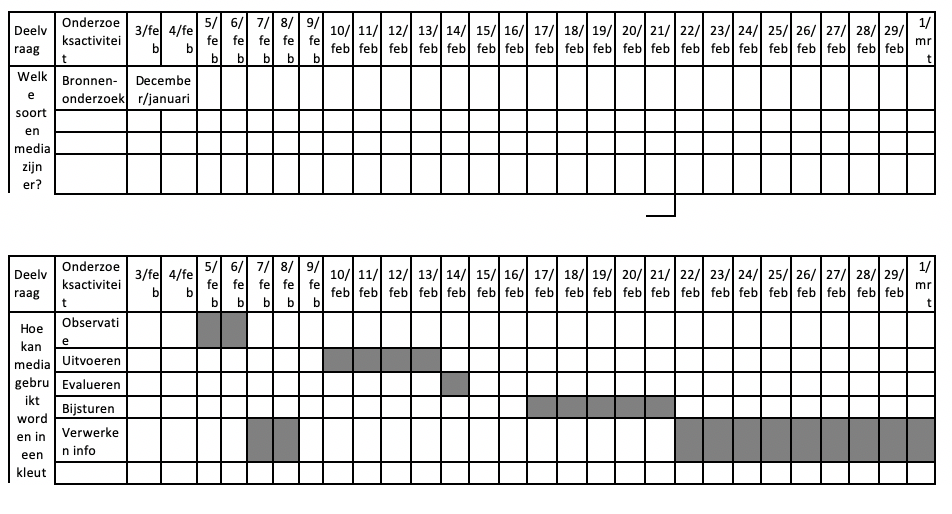 Deelv raag Onderzoe ksactivitei t 3/fe b 4/feb 5/ fe b 6/ fe b 7/ fe b 8/ fe b 9/ fe b 10/ feb 11/ feb 12/ feb 13/ feb 14/ feb 15/ feb 16/ feb 17/ feb 18/ feb 19/ feb 20/ feb 21/ feb 22/ feb 23/ feb 24/ feb 25/ feb 26/ feb 27/ feb 28/ feb 29/ feb 1/ mr t
Welk e soort en media zijn er?
Bronnen- onderzoek Decembe r/januari
Deelv raag Onderzoe ksactivitei t 3/fe b 4/feb 5/ fe b 6/ fe b 7/ fe b 8/ fe b 9/ fe b 10/ feb 11/ feb 12/ feb 13/ feb 14/ feb 15/ feb 16/ feb 17/ feb 18/ feb 19/ feb 20/ feb 21/ feb 22/ feb 23/ feb 24/ feb 25/ feb 26/ feb 27/ feb 28/ feb 29/ feb 1/ mr t
Hoe kan media gebru ikt word en in een kleut
Observati e
Uitvoeren
Evalueren
Bijsturen
Verwerke n info